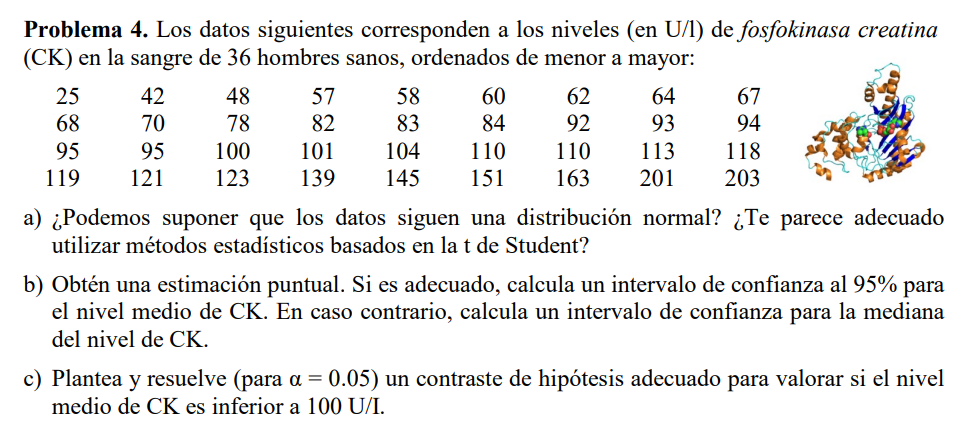 Problema 4. Los datos siguientes corresponden a los niveles (en U/l) de fosfokinasa creatina
(CK) en la sangre de 36 hombres sanos, ordenados de menor a mayor:
25 42 48 57 58 60 62 64 67
68 70 78 82 83 84 92 93 94
95 95 100 101 104 110 110 113 118
119 121 123 139 145 151 163 201 203
a) ¿Podemos suponer que los datos siguen una distribución normal? ¿Te parece adecuado
utilizar métodos estadísticos basados en la t de Student?
b) Obtén una estimación puntual. Si es adecuado, calcula un intervalo de confianza al 95% para
el nivel medio de CK. En caso contrario, calcula un intervalo de confianza para la mediana
del nivel de CK.
c) Plantea y resuelve (para α = 0.05) un contraste de hipótesis adecuado para valorar si el nivel
medio de CK es inferior a 100 U/I.